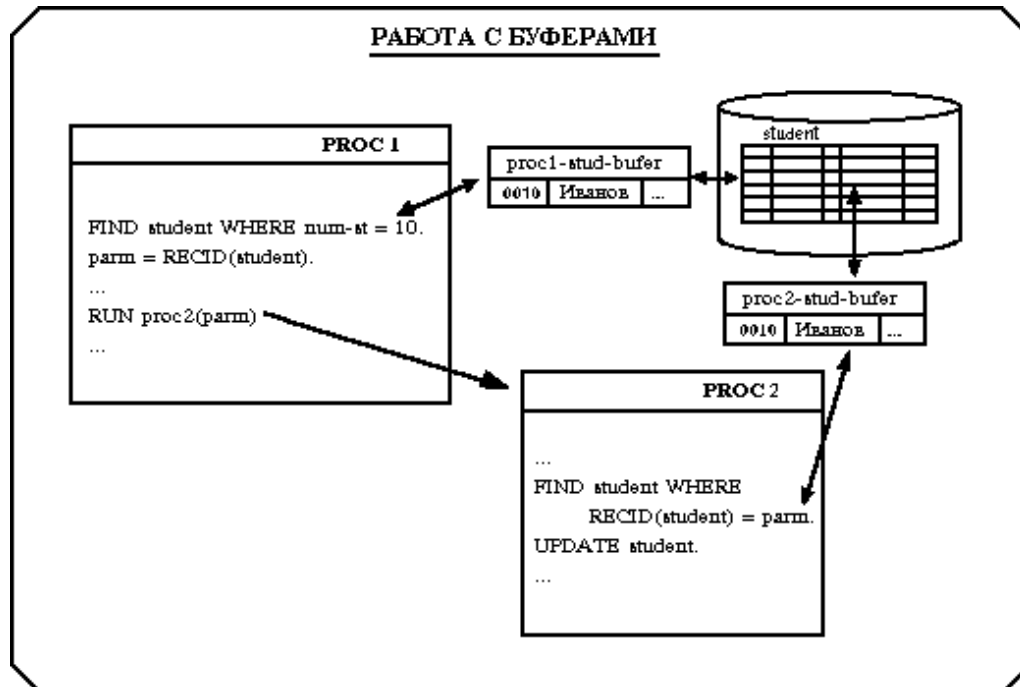 РАБОТА С БУФЕРАМИ
PROC 1
FIND student WHERE num-st = 10.
parm = RECID(student).
...
RUN proc2(parm)
...
proc1-stud-bufer
0010 Иванов ...
student
proc2-stud-bufer
0010 Иванов ...
PROC 2
...
FIND student WHERE
RECID(student) = parm.
UPDATE student.
...